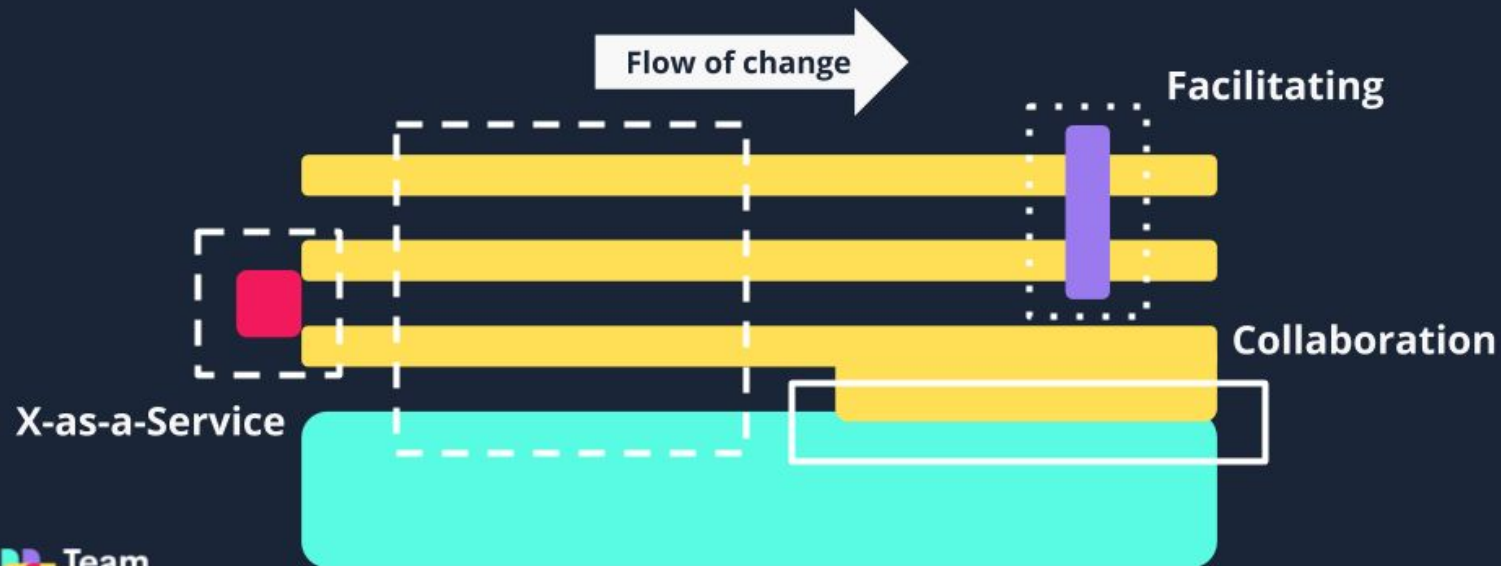 Flow of change
Facilitating
Collaboration
X-as-a-Service
Team